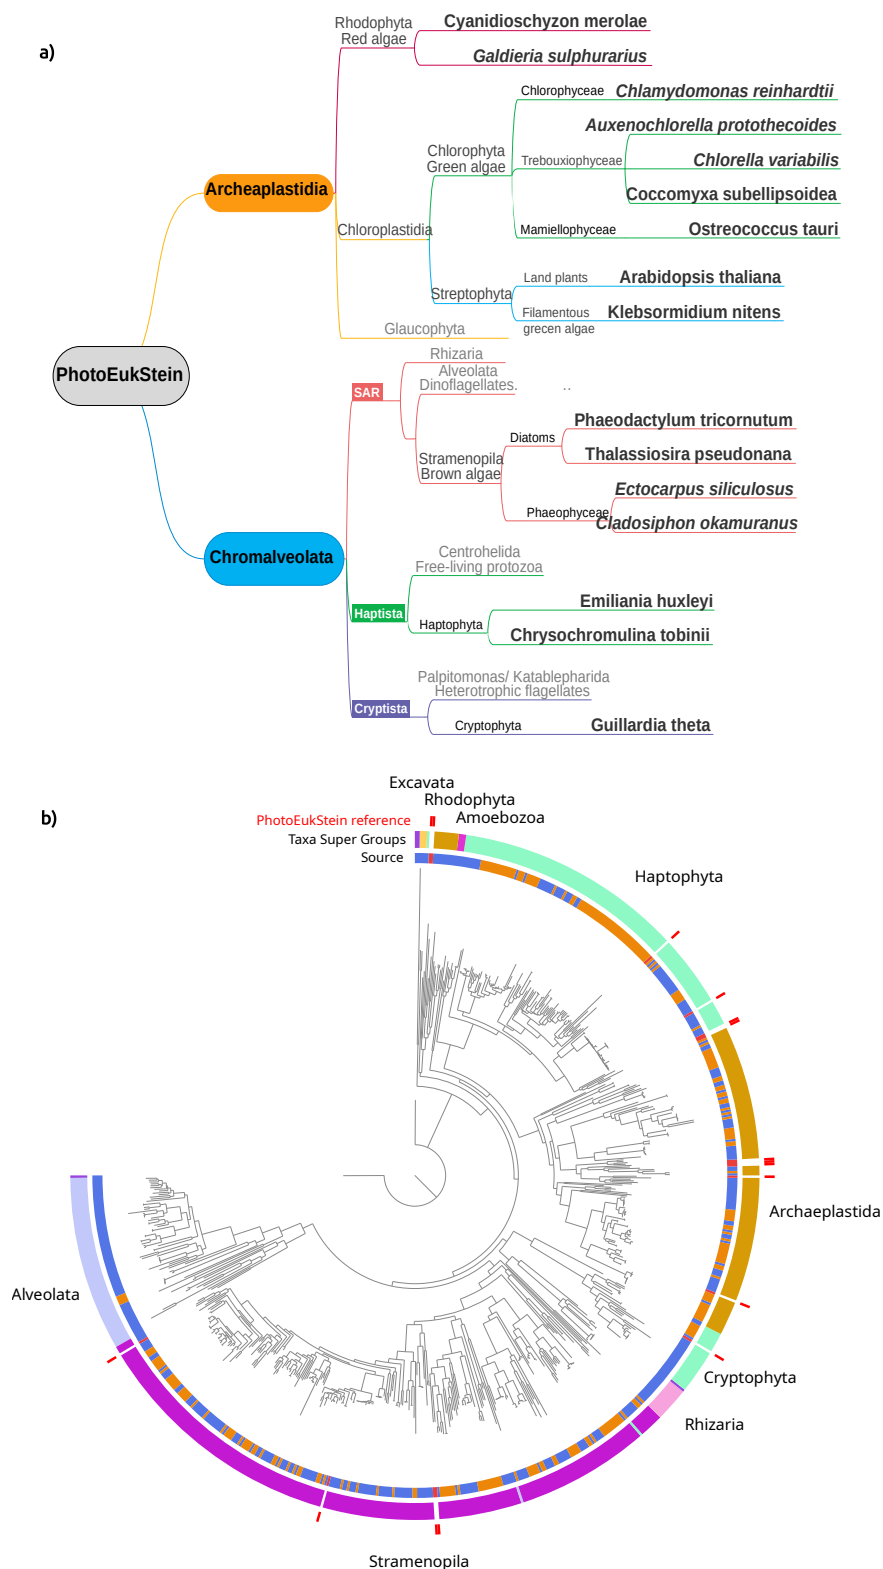 a)
Rhodophyta
Red algae
Cyanidioschyzon merolae
Galdieria sulphurarius
Chlorophyceae
Chlamydomonas reinhardtii
Auxenochlorella protothecoides
Chlorophyta
Green algae
Trebouxiophyceae
Chlorella variabilis
Archeaplastidia
Coccomyxa subellipsoidea
Chloroplastidia
Mamiellophyceae
Ostreococcus tauri
Land plants
Arabidopsis thaliana
Streptophyta
Filamentous
grecen algae
Klebsormidium nitens
Glaucophyta
PhotoEukStein
Rhizaria
Alveolata
Dinoflagellates. ..
SAR
Phaeodactylum tricornutum
Diatoms
Stramenopila
Brown algae
Thalassiosira pseudonana
Ectocarpus siliculosus
Phaeophyceae
Cladosiphon okamuranus
Chromalveolata
Centrohelida
Free-living protozoa
Haptista
Emiliania huxleyi
Haptophyta
Chrysochromulina tobinii
Palpitomonas/ Katablepharida
Heterotrophic flagellates
Cryptista
Cryptophyta
Guillardia theta
b)
Excavata
Rhodophyta
Amoebozoa
PhotoEukStein reference
Taxa Super Groups
Source
Haptophyta
Archaeplastida
Alveolata
Cryptophyta
Rhizaria
Stramenopila